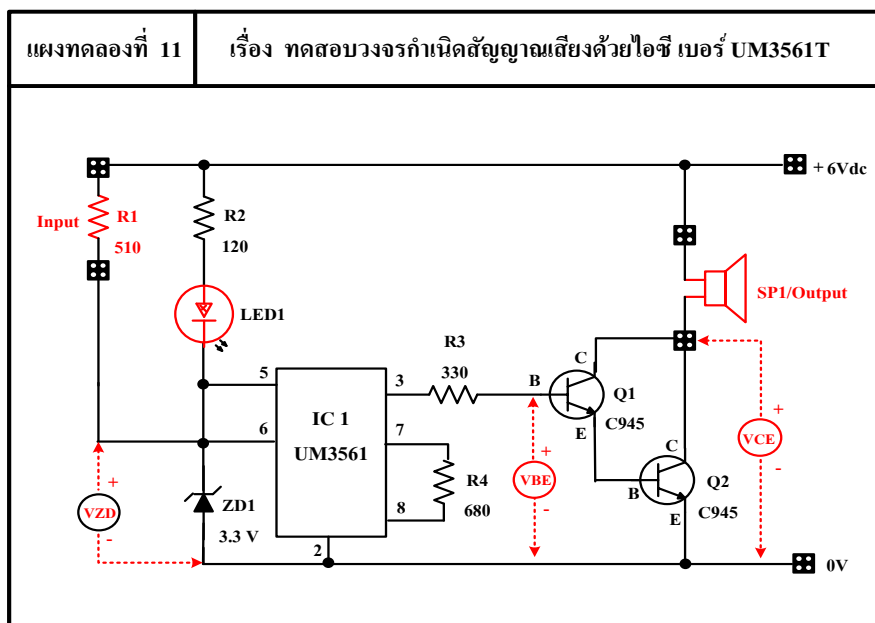 แผงทดลองที่ 11
เรื่อง ทดสอบวงจรกำเนิดสัญญาณเสียงด้วยไอซี เบอร์ UM3561T
+6Vdc
Input
R1
510
R2
120
SP1/Output
LED1
R3
330
5
3
B
C
Q1
C945
E
IC 1
UM3561
6
7
+
VZD
-
ZD1
3.3 V
R4
680
8
2
+
VBE
-
C
B
Q2
C945
E
+
VCE
-
0V